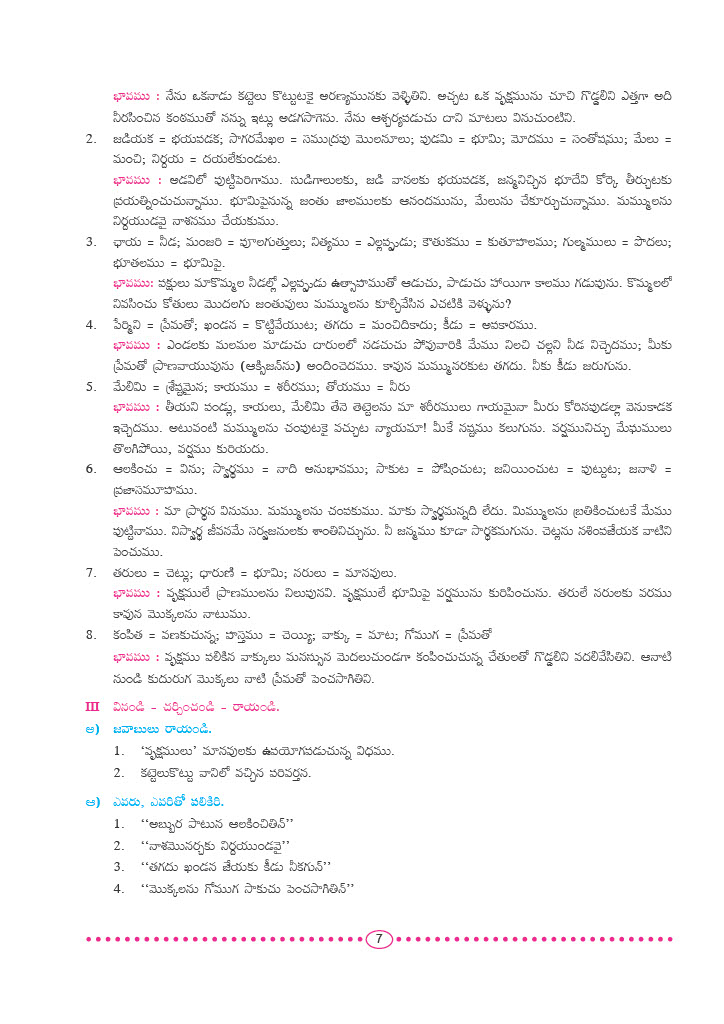 భావము : నేను ఒకనాడు కట్టెలు కొట్టుటకై అరణ్యమునకు వెళ్ళితిని. అచ్చట ఒక వృక్షమును చూచి గొడ్డలిని ఎత్తగా అది
నీరసించిన కంఠముతో నన్ను ఇట్లు అడగసాగెను. నేను ఆశ్చర్యపడుచు దాని మాటలు వినుచుంటిని.
2. జడియక = భయపడక; సాగరమేఖల = సముద్రపు మొలనూలు; పుడమి = భూమి; మోదము = సంతోషము; మేలు =
మంచి; నిర్దయ = దయలేకుండుట.
భావము : అడవిలో పుట్టిపెరిగాము. సుడిగాలులకు, జడి వానలకు భయపడక, జన్మనిచ్చిన భూదేవి కోర్కె తీర్చుటకు
ప్రయత్నించుచున్నాము. భూమిపైనున్న జంతు జాలములకు ఆనందమును, మేలును చేకూర్చుచున్నాము. మమ్ములను
నిర్దయుడవై నాశనము చేయకుము.
3. ఛాయ = నీడ; మంజరి = పూలగుత్తులు; నిత్యము = ఎల్లప్పుడు; కౌతుకము = కుతూహలము; గుల్మములు = పొదలు;
భూతలము = భూమిపై.
భావము: పక్షులు మాకొమ్మల నీడల్లో ఎల్లప్పుడు ఉత్సాహముతో ఆడుచు, పాడుచు హాయిగా కాలము గడుపును. కొమ్మలలో
నివసించు కోతులు మొదలగు జంతువులు మమ్ములను కూల్చివేసిన ఎచటికి వెళ్ళును?
4. పేర్మిని = ప్రేమతో; ఖండన = కొట్టివేయుట; తగదు = మంచిదికాదు; కీడు = అపకారము.
భావము : ఎండలకు మలమల మాడుచు దారులలో నడచుచు పోవువారికి మేము నిలచి చల్లని నీడ నిచ్చెదము; మీకు
ప్రేమతో ప్రాణవాయువును (ఆక్సిజన్‌ను) అందించెదము. కావున మమ్మునరకుట తగదు. నీకు కీడు జరుగును.
5. మేలిమి = శ్రేష్ఠమైన; కాయము = శరీరము; తోయము = నీరు
భావము : తీయని పండ్లు, కాయలు, మేలిమి తేనె తెట్టెలను మా శరీరములు గాయమైనా మీరు కోరినపుడల్లా వెనుకాడక
ఇచ్చెదము. అటువంటి మమ్ములను చంపుటకై వచ్చుట న్యాయమా! మీకే నష్టము కలుగును. వర్షమునిచ్చు మేఘములు
తొలగిపోయి, వర్షము కురియదు.
6. ఆలకించు = విను; స్వార్థము = నాది అనుభావము; సాకుట = పోషించుట; జనియించుట = పుట్టుట; జనాళి =
ప్రజాసమూహము.
భావము : మా ప్రార్థన వినుము. మమ్ములను చంపకుము. మాకు స్వార్థమన్నది లేదు. మిమ్ములను బ్రతికించుటకే మేము
పుట్టినాము. నిస్వార్థ జీవనమే సర్వజనులకు శాంతినిచ్చును. నీ జన్మము కూడా సార్థకమగును. చెట్లను నశింపజేయక వాటిని
పెంచుము.
7. తరులు = చెట్లు; ధారుణి = భూమి; నరులు = మానవులు.
భావము : వృక్షములే ప్రాణములను నిలుపునవి. వృక్షములే భూమిపై వర్షమును కురిపించును. తరులే నరులకు వరము
కావున మొక్కలను నాటుము.
8. కంపిత = వణకుచున్న; హస్తము = చెయ్యి; వాక్కు = మాట; గోముగ = ప్రేమతో
భావము : వృక్షము పలికిన వాక్కులు మనస్సున మెదలుచుండగా కంపించుచున్న చేతులతో గొడ్డలిని వదలివేసితిని. ఆనాటి
నుండి కుదురుగ మొక్కలు నాటి ప్రేమతో పెంచసాగితిని.
III వినండి - చర్చించండి - రాయండి.
అ) జవాబులు రాయండి.
1. ‘వృక్షములు’ మానవులకు ఉపయోగపడుచున్న విధము.
2. కట్టెలుకొట్టు వానిలో వచ్చిన పరివర్తన.
ఆ) ఎవరు, ఎవరితో పలికిరి.
1. ‘‘అబ్బుర పాటున ఆలకించితిన్’’
2. ‘‘నాశమొనర్చకు నిర్దయుండవై’’
3. ‘‘తగదు ఖండన జేయకు కీడు నీకగున్’’
4. ‘‘మొక్కలను గోముగ సాకుచు పెంచసాగితిన్’’
7